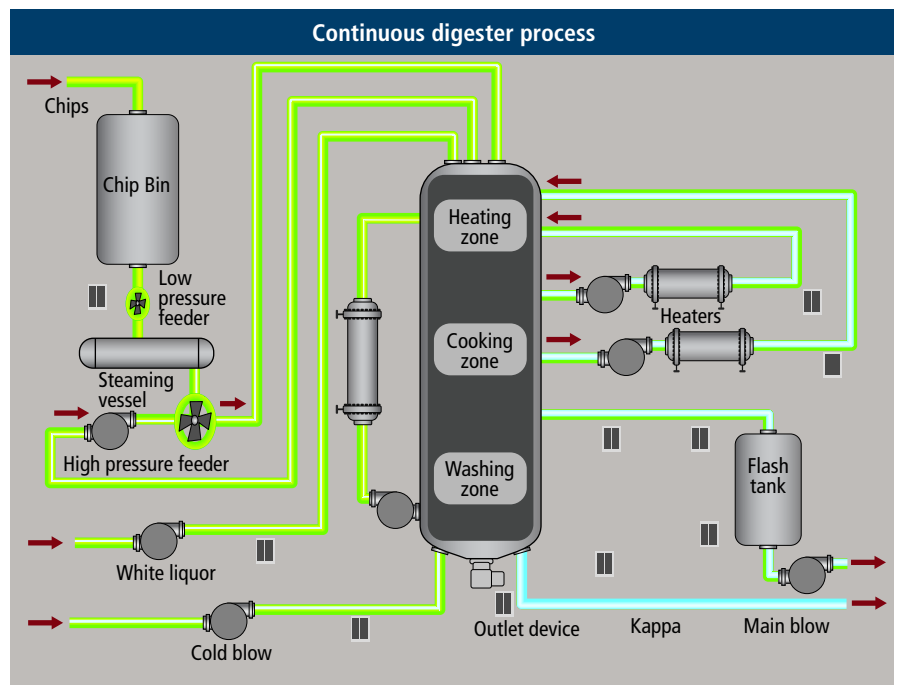 Continuous digester process
Chips
Chip Bin
Low
pressure
feeder
Steaming
vessel
High pressure feeder
White liquor
Cold blow
Heating
zone
Cooking
zone
Washing
zone
Heaters
Flash
tank
Outlet device
Kappa
Main blow